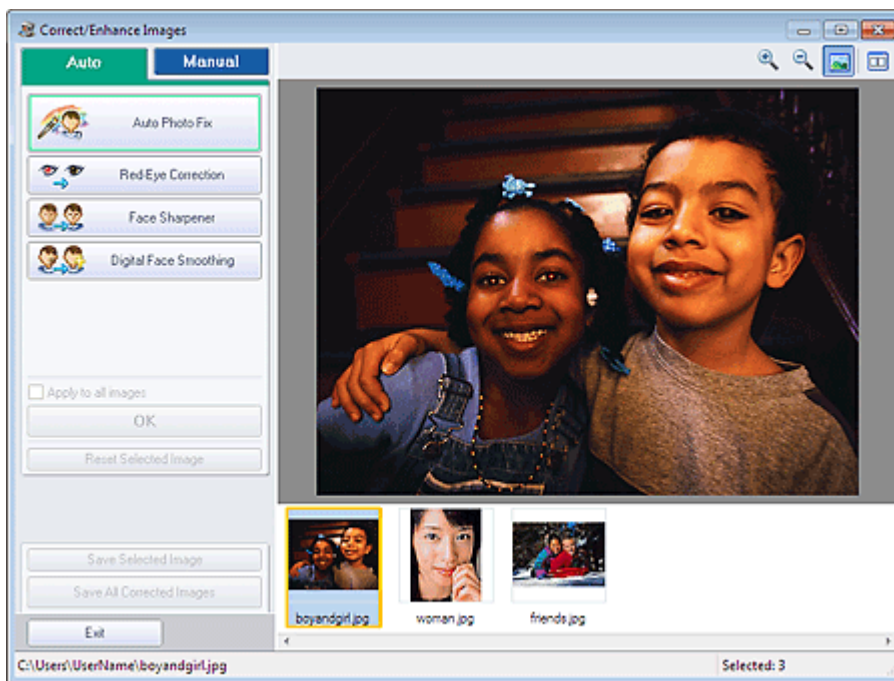 Correct/Enhance Images
Auto
Manual
Auto Photo Fix
Red-Eye Correction
Face Sharpener
Digital Face Smoothing
Apply to all images
OK
Reset Selected Image
Save Selected Image
Save All Corrected Images
Exit
boyandgirl.jpg
woman.jpg
friends.jpg
C:\Users\UserName\boyandgirl.jpg
Selected: 3